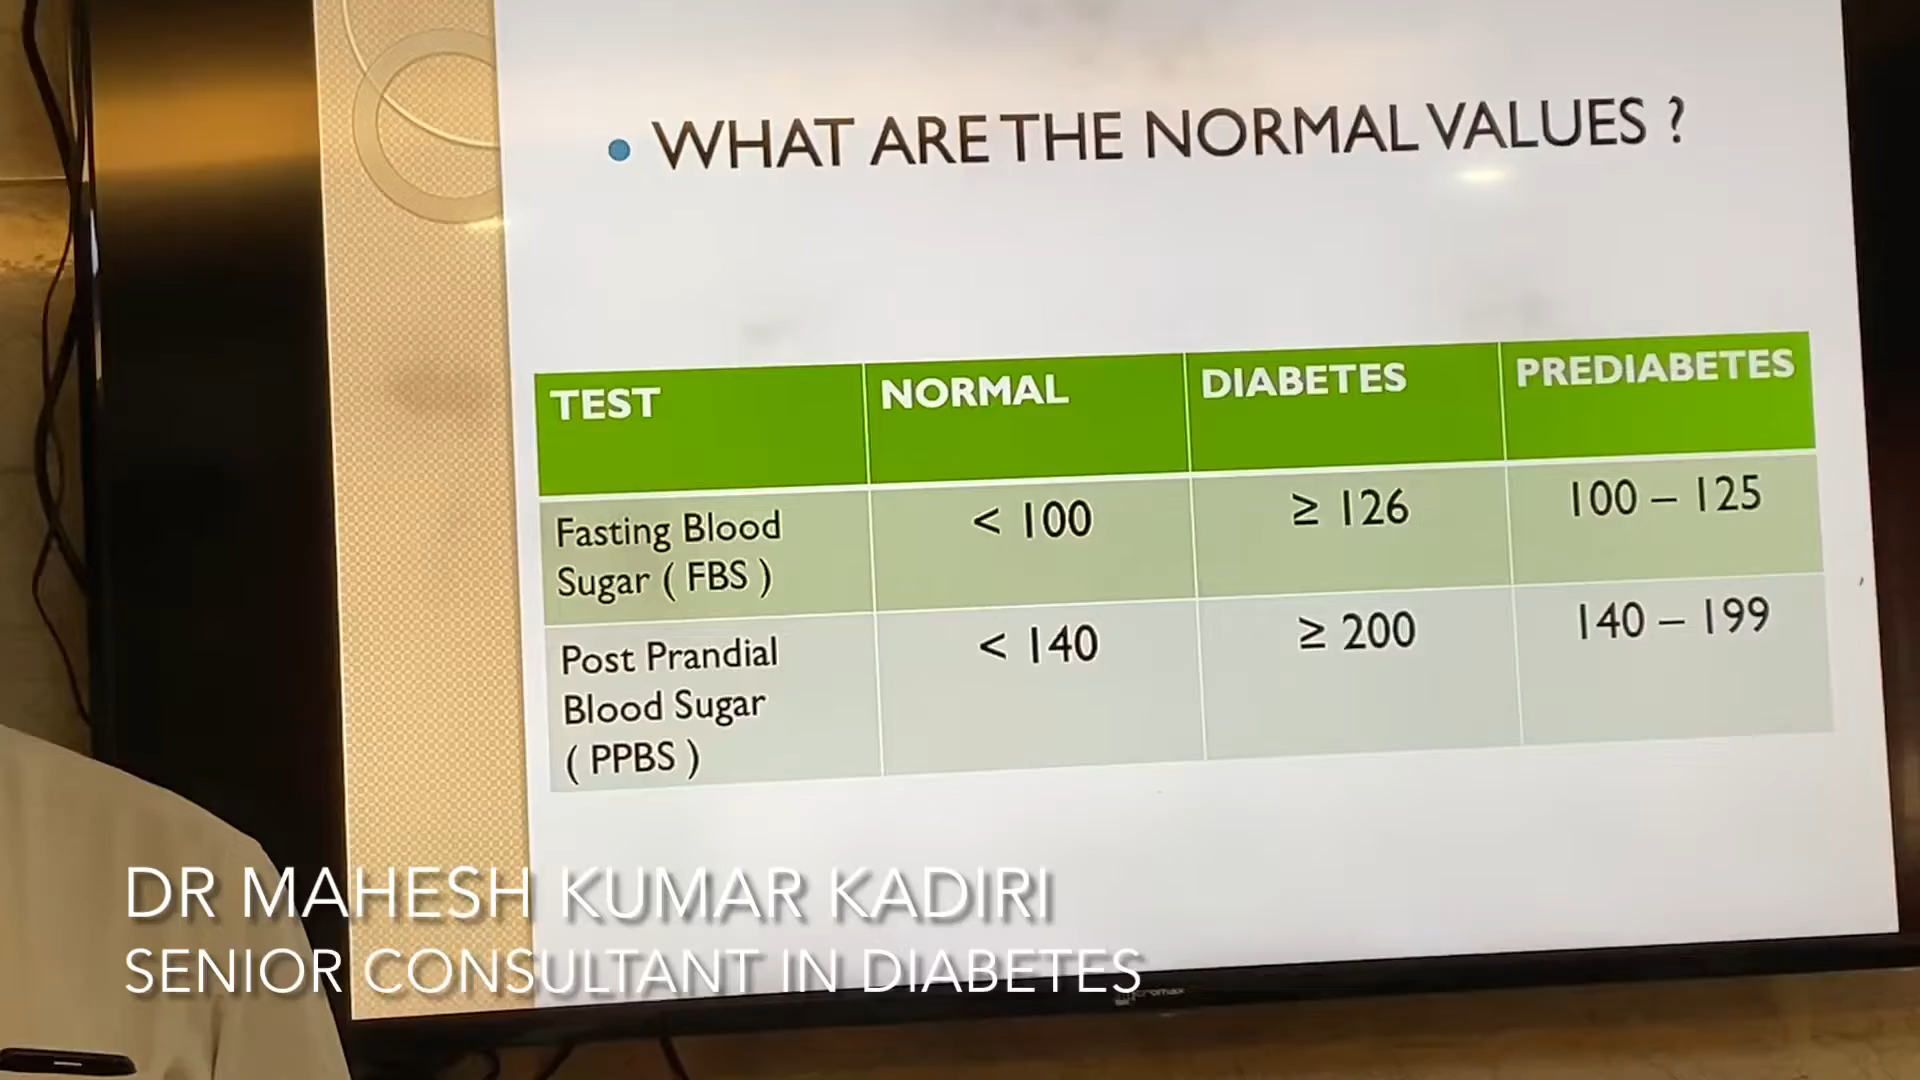 • WHAT ARE THE NORMAL VALUES ?
TEST NORMAL DIABETES PREDIABETES
Fasting Blood Sugar ( FBS ) < 100 ≥ 126 100 – 125
Post Prandial Blood Sugar ( PPBS ) < 140 ≥ 200 140 – 199
DR MAHESH KUMAR KADIRI
SENIOR CONSULTANT IN DIABETES